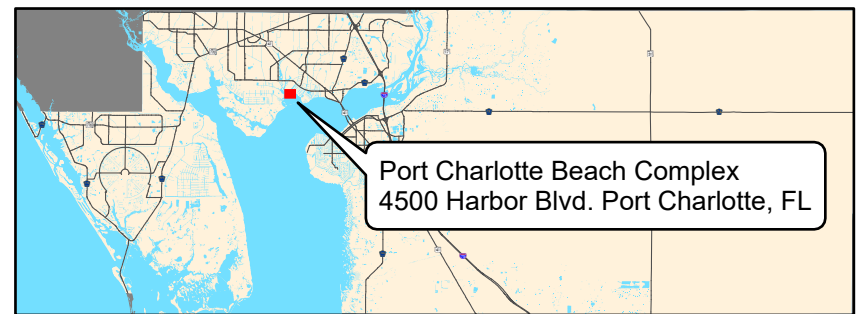 Port Charlotte Beach Complex
4500 Harbor Blvd. Port Charlotte, FL